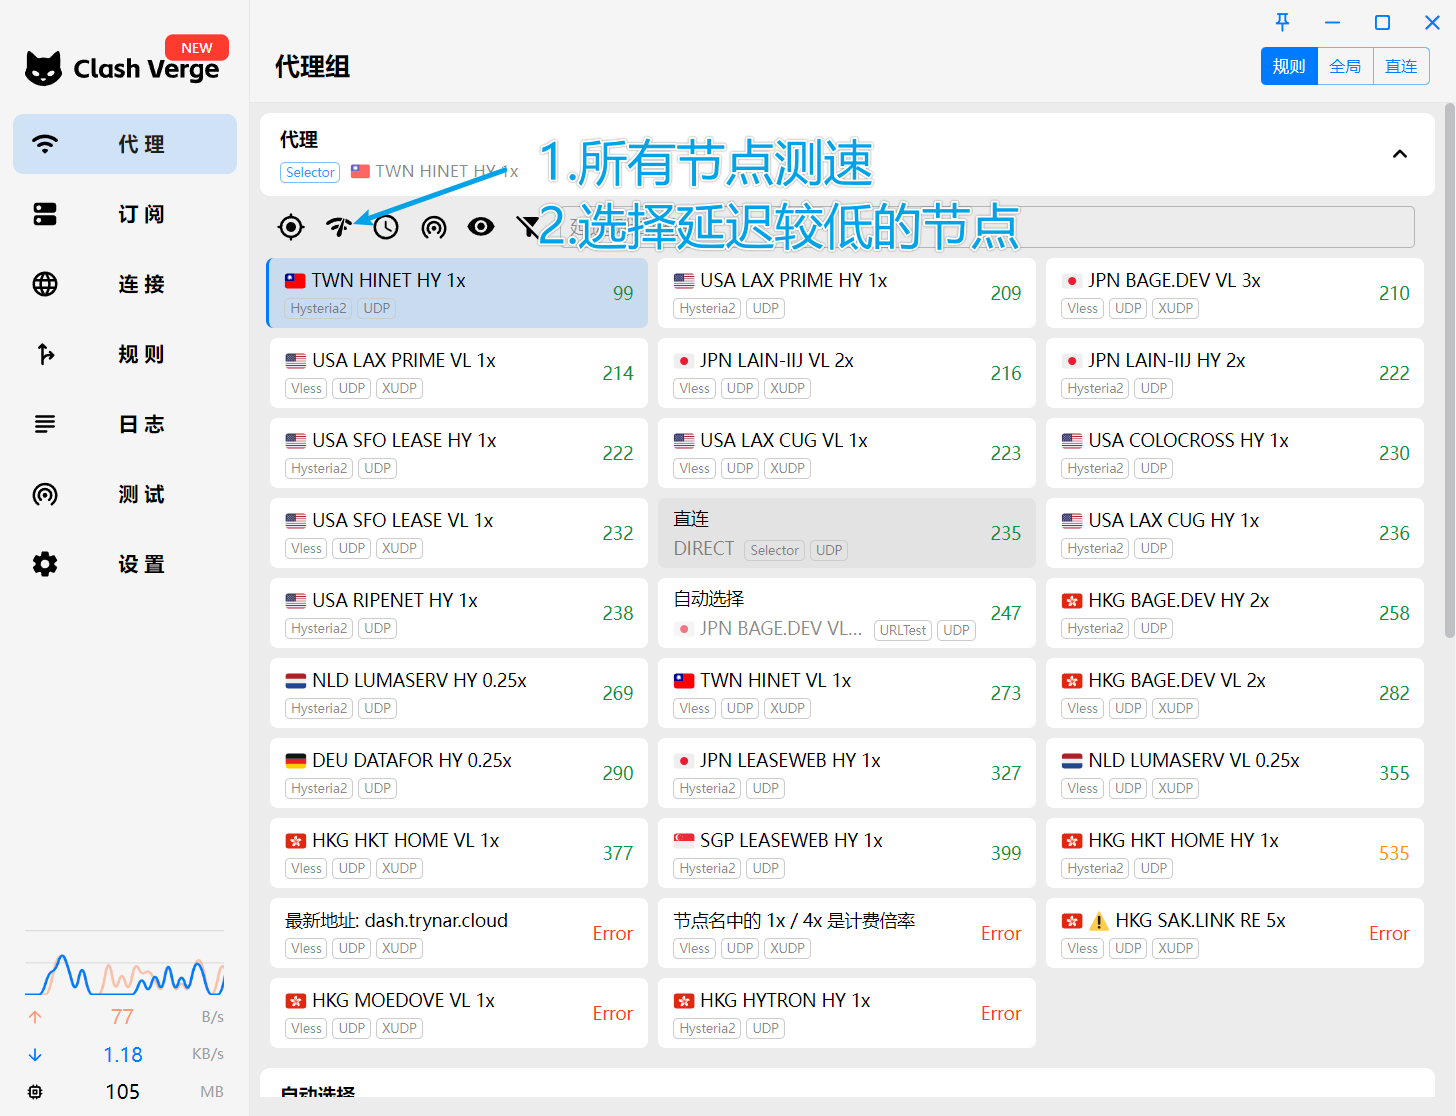 NEW
Clash Verge
代理组
规则 全局 直连
代 理
订 阅
连 接
规 则
日 志
测 试
设 置
代理
Selector TWN HINET HY 1x
1.所有节点测速
2.选择延迟较低的节点
TWN HINET HY 1x
Hysteria2 UDP
99
USA LAX PRIME HY 1x
Hysteria2 UDP
209
JPN BAGE.DEV VL 3x
Vless UDP XUDP
210
USA LAX PRIME VL 1x
Vless UDP XUDP
214
JPN LAIN-IIJ VL 2x
Vless UDP XUDP
216
JPN LAIN-IIJ HY 2x
Hysteria2 UDP
222
USA SFO LEASE HY 1x
Hysteria2 UDP
222
USA LAX CUG VL 1x
Vless UDP XUDP
223
USA COLOCROSS HY 1x
Hysteria2 UDP
230
USA SFO LEASE VL 1x
Vless UDP XUDP
232
直连
DIRECT Selector UDP
235
USA LAX CUG HY 1x
Hysteria2 UDP
236
USA RIPENET HY 1x
Hysteria2 UDP
238
自动选择
JPN BAGE.DEV VL... URLTest UDP
247
HKG BAGE.DEV HY 2x
Hysteria2 UDP
258
NLD LUMASERV HY 0.25x
Hysteria2 UDP
269
TWN HINET VL 1x
Vless UDP XUDP
273
HKG BAGE.DEV VL 2x
Vless UDP XUDP
282
DEU DATAFOR HY 0.25x
Hysteria2 UDP
290
JPN LEASEWEB HY 1x
Hysteria2 UDP
327
NLD LUMASERV VL 0.25x
Vless UDP XUDP
355
HKG HKT HOME VL 1x
Vless UDP XUDP
377
SGP LEASEWEB HY 1x
Hysteria2 UDP
399
HKG HKT HOME HY 1x
Hysteria2 UDP
535
最新地址: dash.trynar.cloud
Vless UDP XUDP
Error
节点名中的 1x / 4x 是计费倍率
Vless UDP XUDP
Error
HKG SAK.LINK RE 5x
Vless UDP XUDP
Error
HKG MOEDOVE VL 1x
Vless UDP XUDP
Error
HKG HYTRON HY 1x
Hysteria2 UDP
Error
自动选择
77 B/s
1.18 KB/s
105 MB